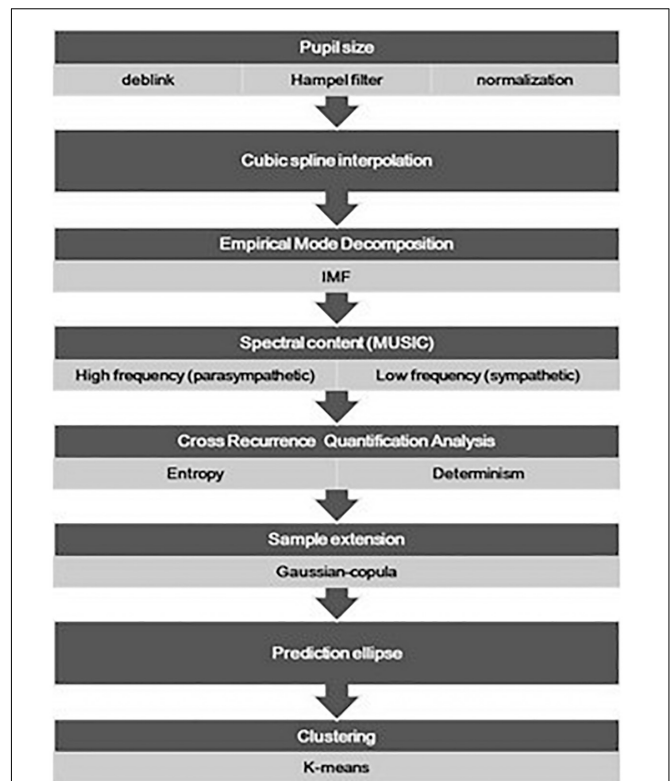 Pupil size
deblink Hampel filter normalization
Cubic spline interpolation
Empirical Mode Decomposition
IMF
Spectral content (MUSIC)
High frequency (parasympathetic) Low frequency (sympathetic)
Cross Recurrence Quantification Analysis
Entropy Determinism
Sample extension
Gaussian-copula
Prediction ellipse
Clustering
K-means